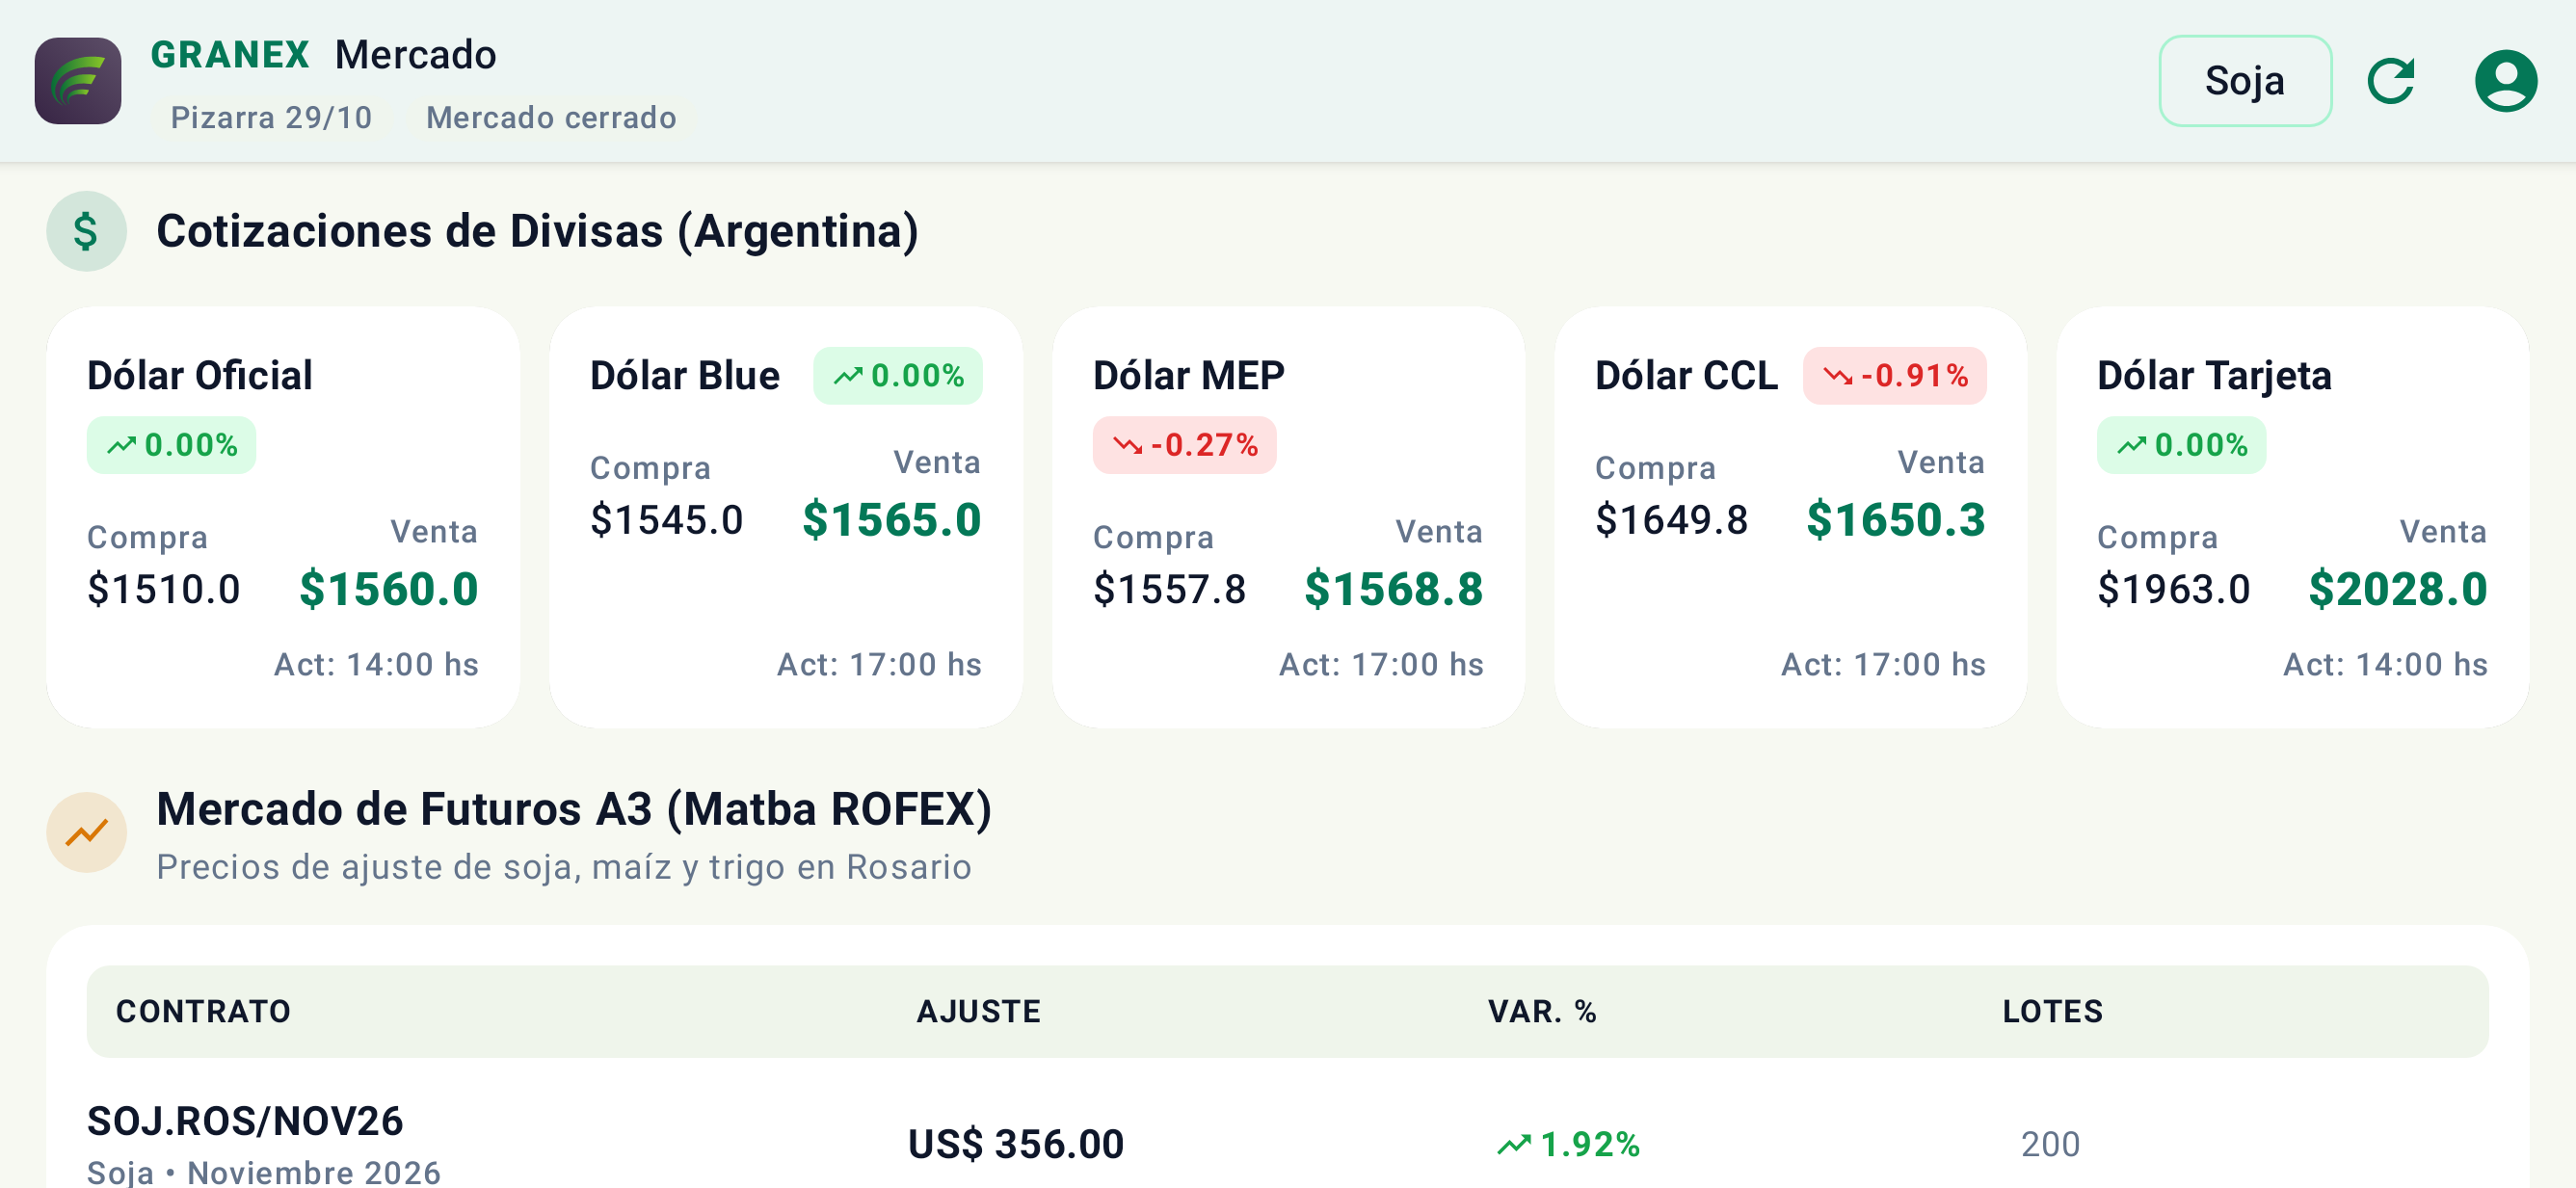 GRANEX Mercado
Pizarra 29/10 Mercado cerrado
Soja
$ Cotizaciones de Divisas (Argentina)
Dólar Oficial
0.00%
Compra Venta
$1510.0 $1560.0
Act: 14:00 hs
Dólar Blue 0.00%
Compra Venta
$1545.0 $1565.0
Act: 17:00 hs
Dólar MEP
-0.27%
Compra Venta
$1557.8 $1568.8
Act: 17:00 hs
Dólar CCL -0.91%
Compra Venta
$1649.8 $1650.3
Act: 17:00 hs
Dólar Tarjeta
0.00%
Compra Venta
$1963.0 $2028.0
Act: 14:00 hs
Mercado de Futuros A3 (Matba ROFEX)
Precios de ajuste de soja, maíz y trigo en Rosario
CONTRATO AJUSTE VAR. % LOTES
SOJ.ROS/NOV26
Soja • Noviembre 2026
US$ 356.00 1.92% 200